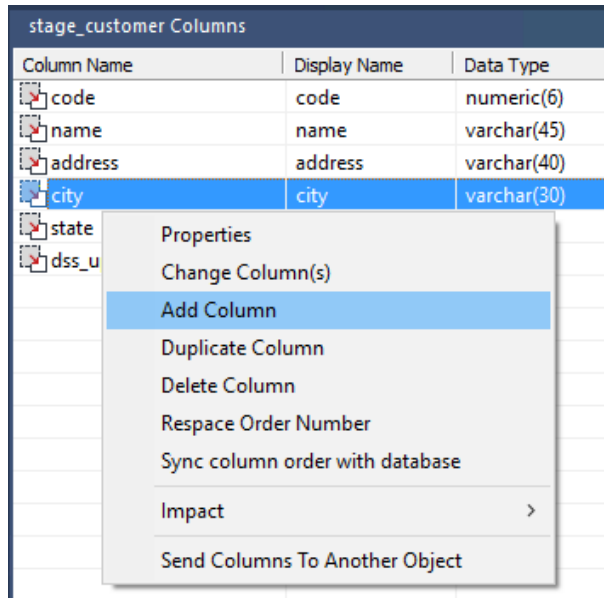 stage_customer Columns
Column Name Display Name Data Type
code code numeric(6)
name name varchar(45)
address address varchar(40)
city city varchar(30)
state
dss_u
Properties
Change Column(s)
Add Column
Duplicate Column
Delete Column
Respace Order Number
Sync column order with database
Impact
Send Columns To Another Object